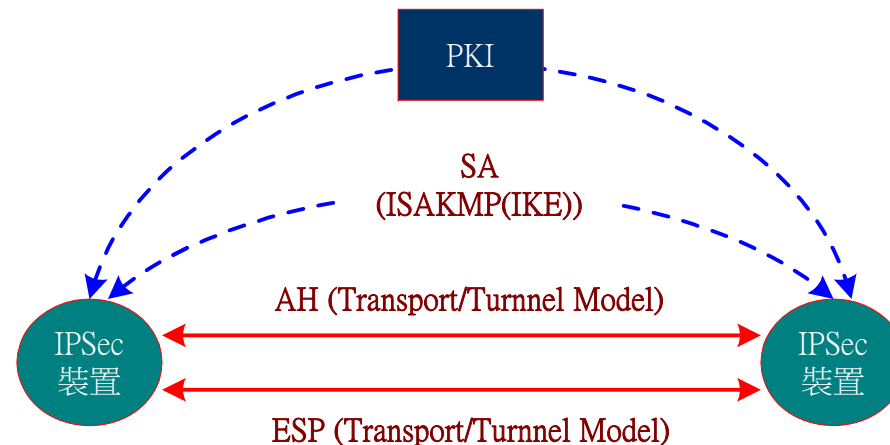 PKI
SA
(ISAKMP(IKE))
AH (Transport/Turnnel Model)
IPSec
裝置
IPSec
裝置
ESP (Transport/Turnnel Model)